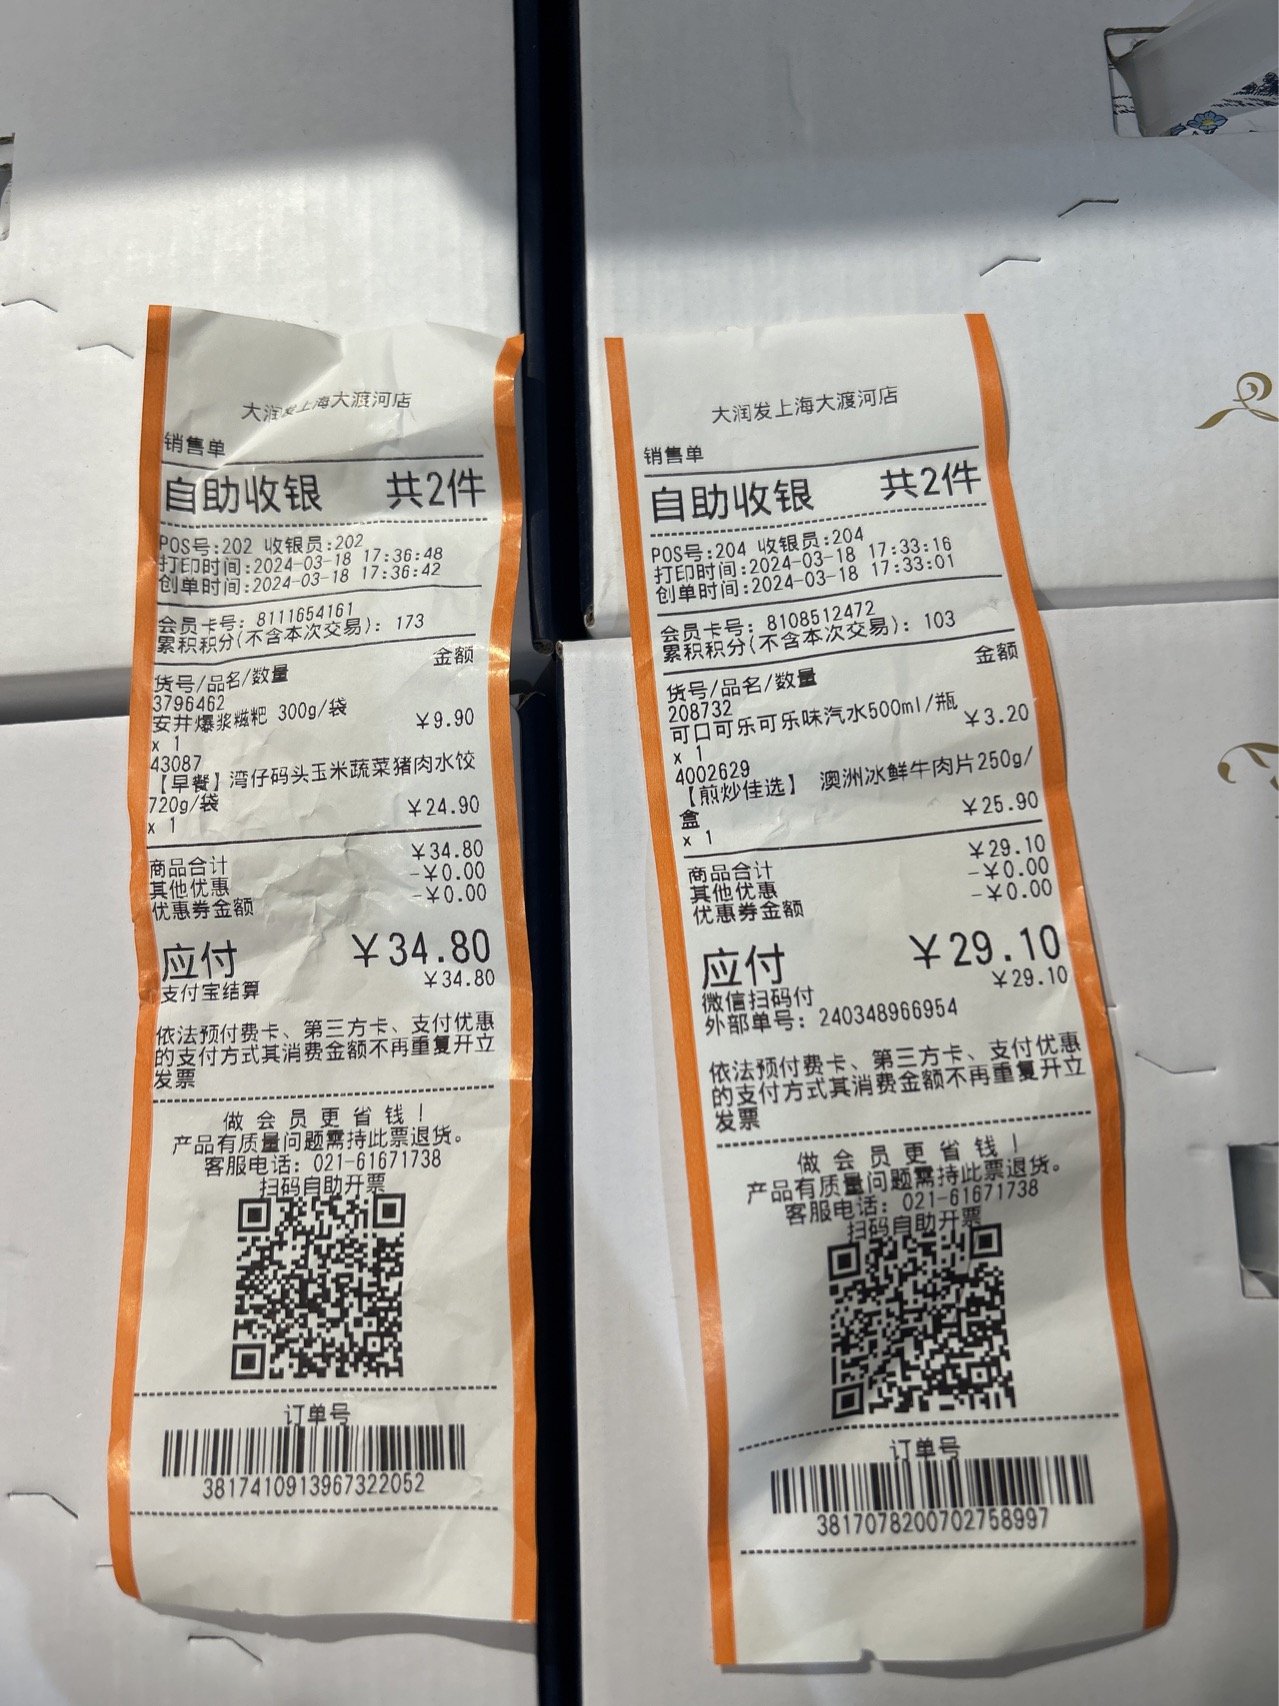 大润发上海大渡河店
销售单
自助收银 共2件
POS号:202 收银员:202
打印时间:2024-03-18 17:36:48
创单时间:2024-03-18 17:36:42
会员卡号: 8111654161
累积积分(不含本次交易): 173
金额
货号/品名/数量
3796462
安井爆浆糍粑 300g/袋 ￥9.90
x 1
43087
【早餐】湾仔码头玉米蔬菜猪肉水饺
720g/袋 ￥24.90
x 1
商品合计 ￥34.80
其他优惠 -￥0.00
优惠券金额 -￥0.00
应付 ￥34.80
支付宝结算 ￥34.80
依法预付费卡、第三方卡、支付优惠
的支付方式其消费金额不再重复开立
发票
做会员更省钱!
产品有质量问题需持此票退货。
客服电话: 021-61671738
扫码自助开票
订单号
3817410913967322052
大润发上海大渡河店
销售单
自助收银 共2件
POS号:204 收银员:204
打印时间:2024-03-18 17:33:16
创单时间:2024-03-18 17:33:01
会员卡号: 8108512472
累积积分(不含本次交易): 103
金额
货号/品名/数量
208732
可口可乐可乐味汽水500ml/瓶 ￥3.20
x 1
4002629
【煎炒佳选】 澳洲冰鲜牛肉片250g/
盒 ￥25.90
x 1
商品合计 ￥29.10
其他优惠 -￥0.00
优惠券金额 -￥0.00
应付 ￥29.10
微信扫码付 ￥29.10
外部单号: 240348966954
依法预付费卡、第三方卡、支付优惠
的支付方式其消费金额不再重复开立
发票
做会员更省钱!
产品有质量问题需持此票退货。
客服电话: 021-61671738
扫码自助开票
订单号
3817078200702758997